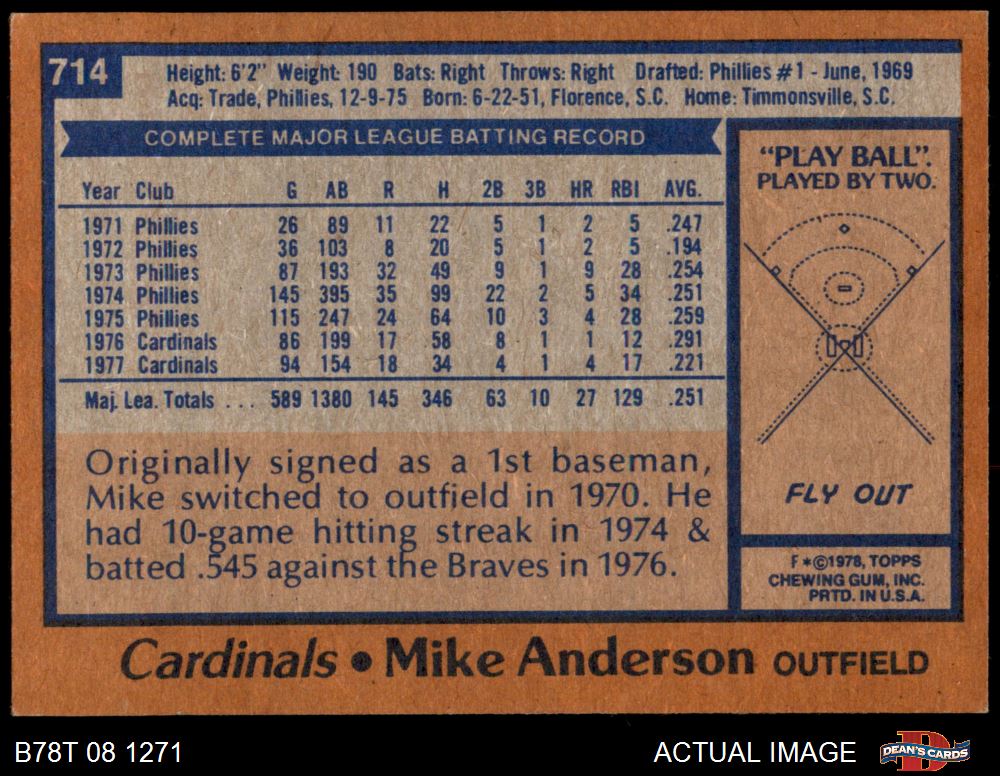 714
Height: 6'2" Weight: 190 Bats: Right Throws: Right Drafted: Phillies #1 - June, 1969
Acq: Trade, Phillies, 12-9-75 Born: 6-22-51, Florence, S.C. Home: Timmonsville, S.C.
COMPLETE MAJOR LEAGUE BATTING RECORD
Year Club G AB R H 2B 3B HR RBI AVG.
1971 Phillies 26 89 11 22 5 1 2 5 .247
1972 Phillies 36 103 8 20 5 1 2 5 .194
1973 Phillies 87 193 32 49 9 1 9 28 .254
1974 Phillies 145 395 35 99 22 2 5 34 .251
1975 Phillies 115 247 24 64 10 3 4 28 .259
1976 Cardinals 86 199 17 58 8 1 1 12 .291
1977 Cardinals 94 154 18 34 4 1 4 17 .221
Maj. Lea. Totals . . . 589 1380 145 346 63 10 27 129 .251
Originally signed as a 1st baseman,
Mike switched to outfield in 1970. He
had 10-game hitting streak in 1974 &
batted .545 against the Braves in 1976.
"PLAY BALL".
PLAYED BY TWO.
FLY OUT
F*©1978, TOPPS
CHEWING GUM, INC.
PRTD. IN U.S.A.
Cardinals • Mike Anderson OUTFIELD
B78T 08 1271
ACTUAL IMAGE
D
DEAN'S CARDS